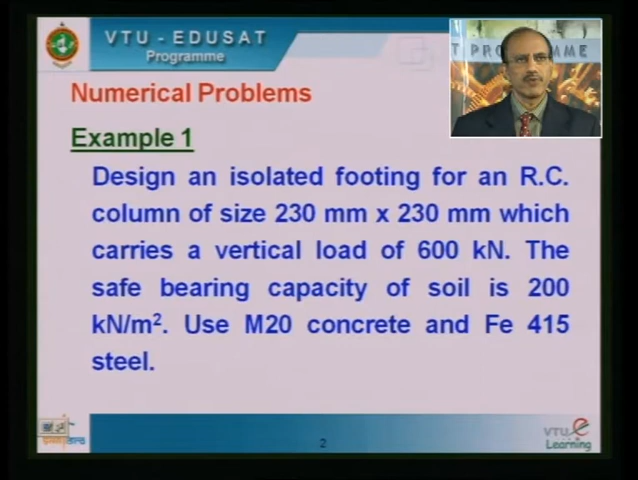 VTU - EDUSAT
Programme
T PROGRAMME
Numerical Problems
Example 1
Design an isolated footing for an R.C.
column of size 230 mm x 230 mm which
carries a vertical load of 600 kN. The
safe bearing capacity of soil is 200
kN/m². Use M20 concrete and Fe 415
steel.
2
VTU e
Learning